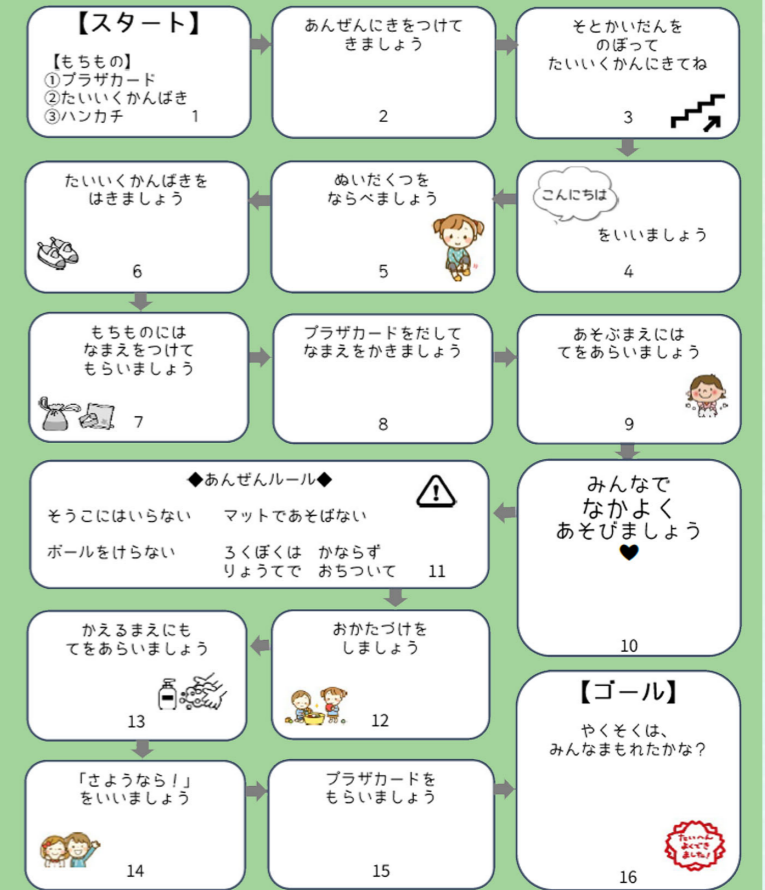 【スタート】
【もちもの】
①プラザカード
②たいいくかんばき
③ハンカチ
1
あんぜんにきをつけて
きましょう
2
そとかいだんを
のぼって
たいいくかんにきてね
3
こんにちは
をいいましょう
4
ぬいだくつを
ならべましょう
5
たいいくかんばきを
はきましょう
6
もちものには
なまえをつけて
もらいましょう
7
プラザカードをだして
なまえをかきましょう
8
あそぶまえには
てをあらいましょう
9
みんなで
なかよく
あそびましょう
♥
10
◆あんぜんルール◆
そうこにはいらない マットであそばない
ボールをけらない ろくぼくは かならず
りょうてで おちついて
11
おかたづけを
しましょう
12
かえるまえにも
てをあらいましょう
13
「さようなら！」
をいいましょう
14
プラザカードを
もらいましょう
15
【ゴール】
やくそくは、
みんなまもれたかな？
たいへん
よくでき
ました!
16